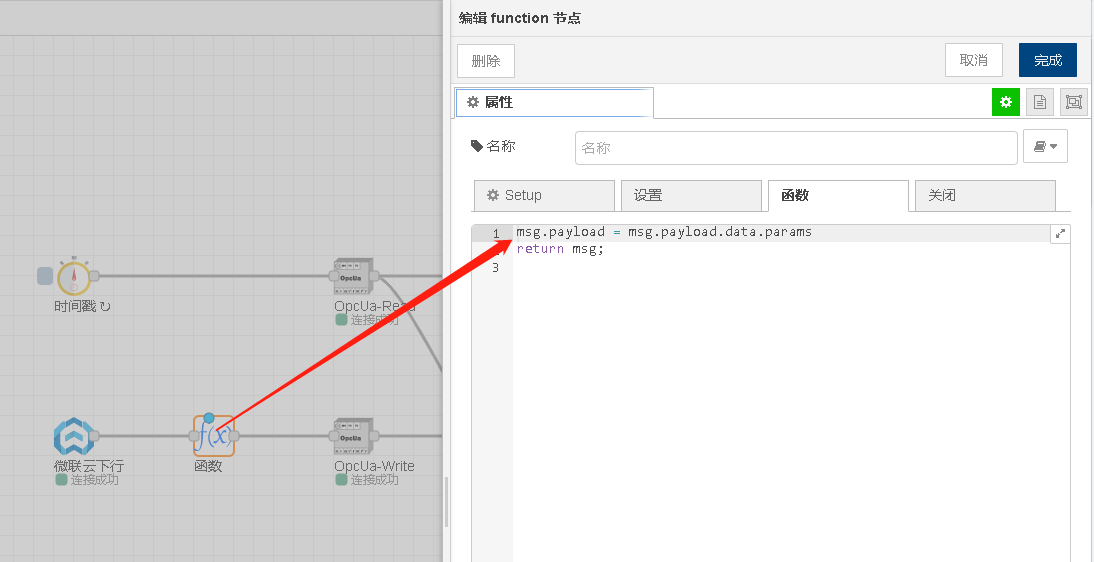 编辑 function 节点
删除
取消
完成
属性
名称
名称
Setup
设置
函数
关闭
1
msg.payload = msg.payload.data.params
return msg;
3
时间戳 ↻
OpcUa
OpcUa-Read
连接成功
微联云下行
连接成功
f(x)
函数
OpcUa
OpcUa-Write
连接成功